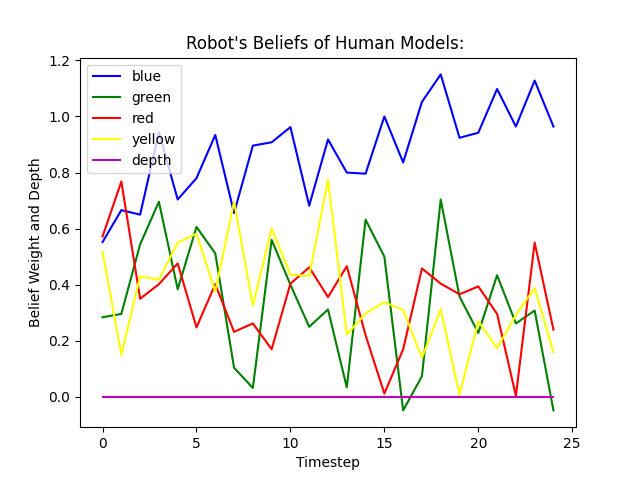 Robot's Beliefs of Human Models:
1.2
1.0
0.8
0.6
0.4
0.2
0.0
Belief Weight and Depth
blue
green
red
yellow
depth
0 5 10 15 20 25
Timestep